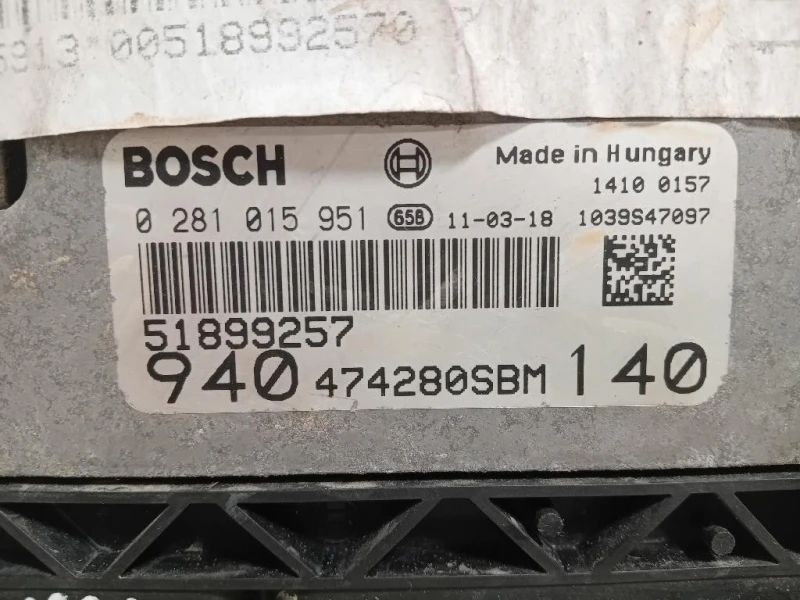 5913 00518992570
BOSCH Made in Hungary
1410 0157
0 281 015 951 65B 11-03-18 1039S47097
51899257
940 474280SBM 140